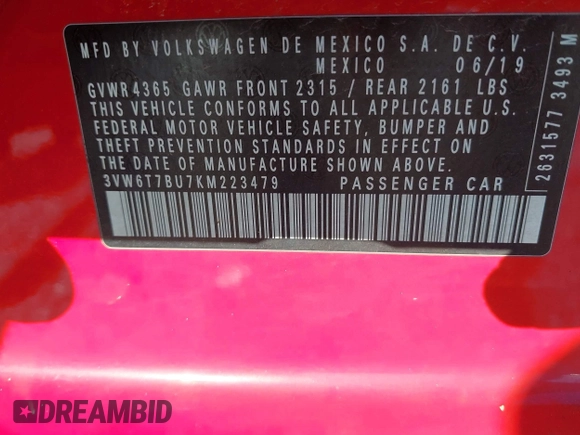 MFD BY VOLKSWAGEN DE MEXICO S.A. DE C.V.
MEXICO 06/19
GVWR 4365 GAWR FRONT 2315 / REAR 2161 LBS
THIS VEHICLE CONFORMS TO ALL APPLICABLE U.S.
FEDERAL MOTOR VEHICLE SAFETY, BUMPER AND
THEFT PREVENTION STANDARDS IN EFFECT ON
THE DATE OF MANUFACTURE SHOWN ABOVE.
3VW6T7BU7KM223479 PASSENGER CAR
2631577 3493 M
DREAMBID